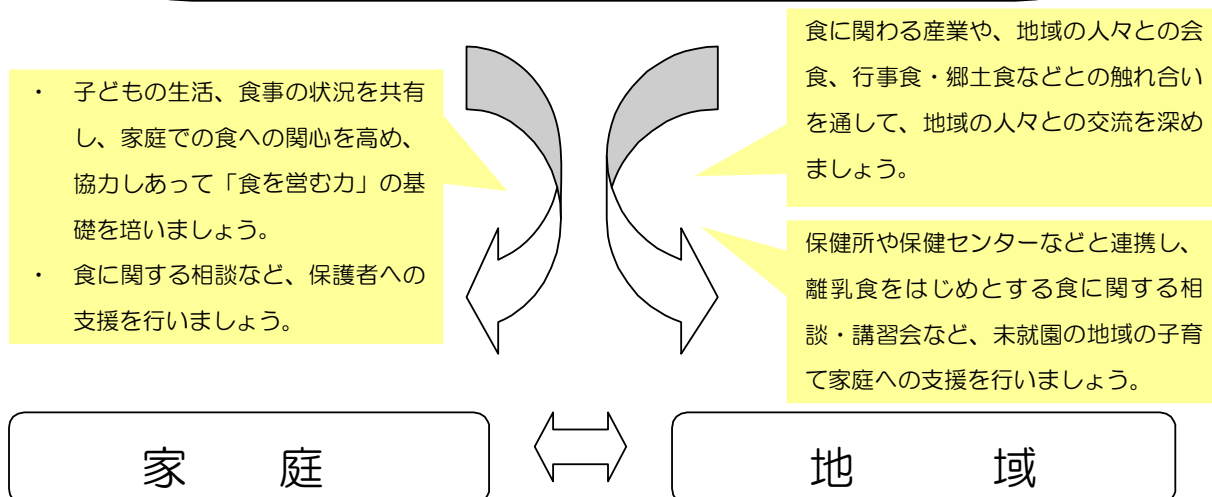 ・ 子どもの生活、食事の状況を共有
し、家庭での食への関心を高め、
協力しあって「食を営む力」の基
礎を培いましょう。
・ 食に関する相談など、保護者への
支援を行いましょう。
食に関わる産業や、地域の人々との会
食、行事食・郷土食などとの触れ合い
を通して、地域の人々との交流を深め
ましょう。
保健所や保健センターなどと連携し、
離乳食をはじめとする食に関する相
談・講習会など、未就園の地域の子育
て家庭への支援を行いましょう。
家 庭
地 域